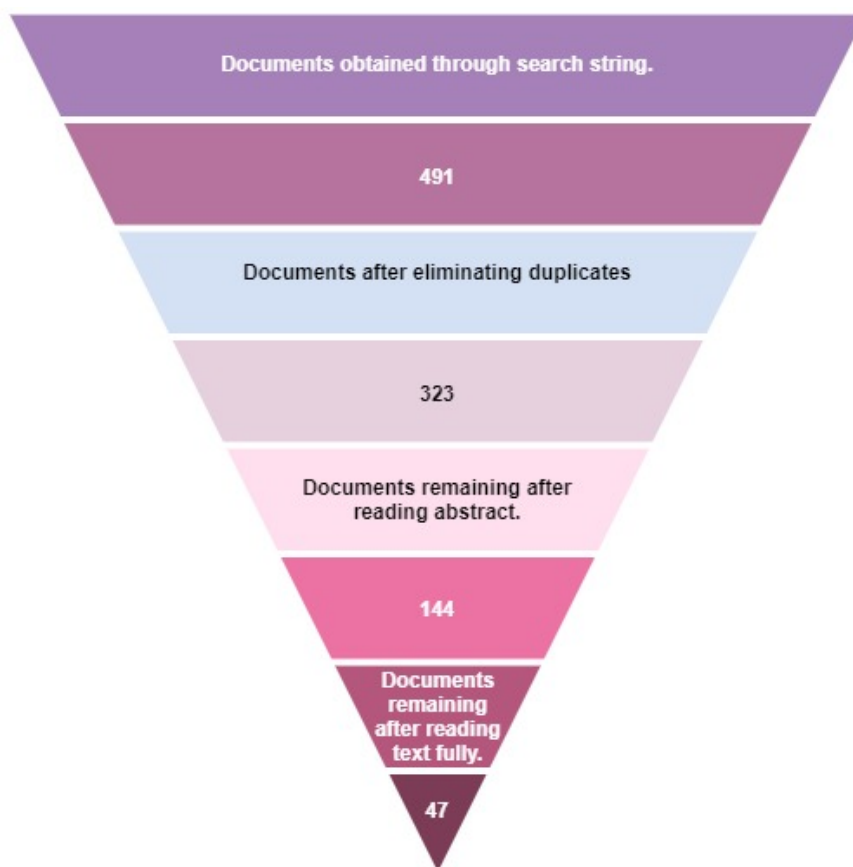 Documents obtained through search string.
491
Documents after eliminating duplicates
323
Documents remaining after
reading abstract.
144
Documents
remaining
after reading
text fully.
47